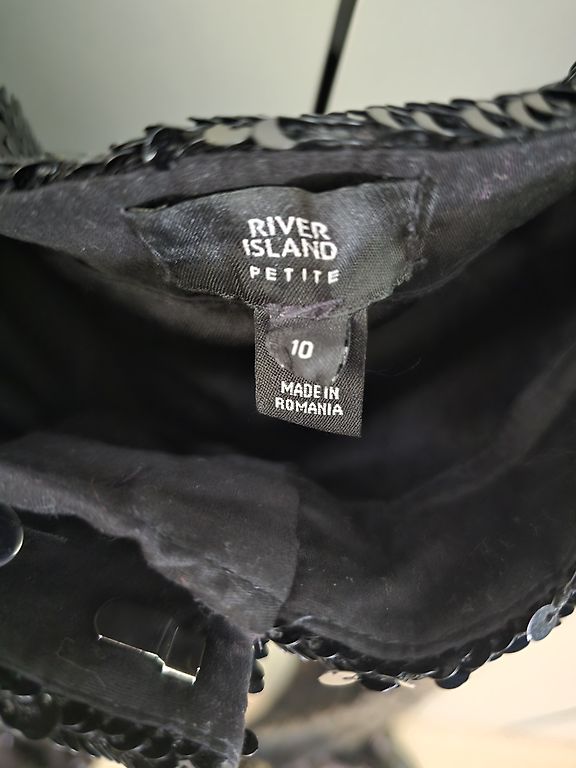 RIVER
ISLAND
PETITE
10
MADE IN
ROMANIA